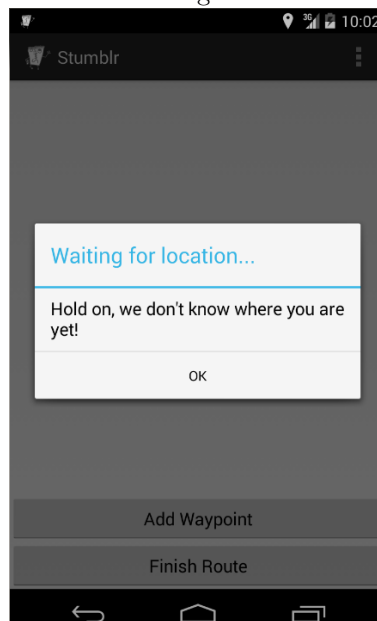 3G 10:02
Stumblr
Waiting for location...
Hold on, we don't know where you are
yet!
OK
Add Waypoint
Finish Route